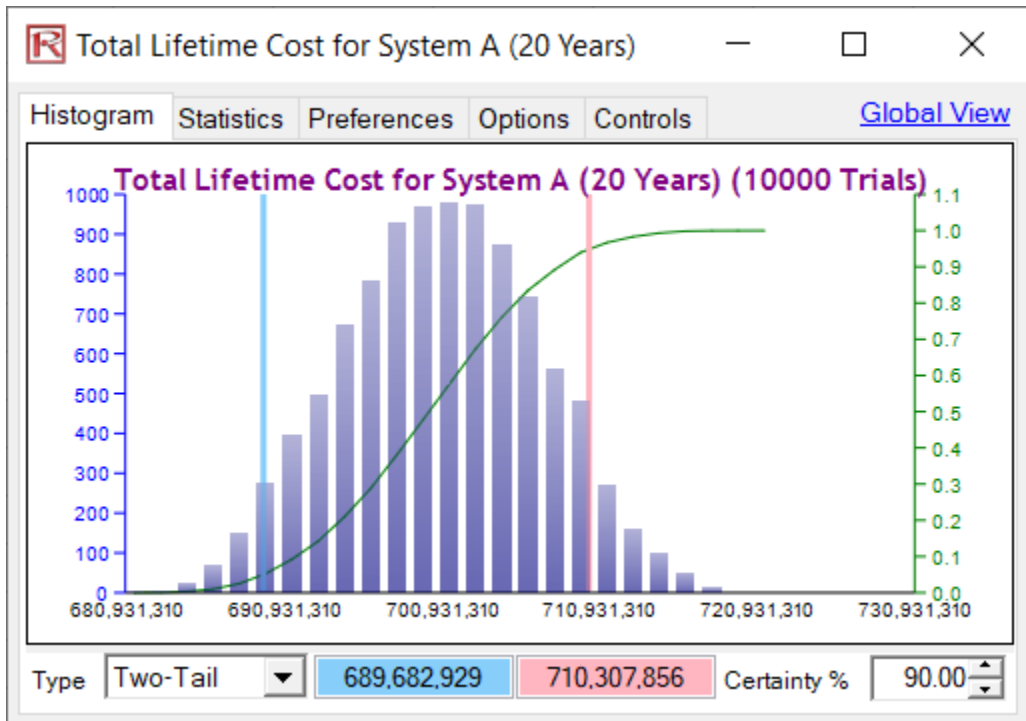 Total Lifetime Cost for System A (20 Years)
Histogram Statistics Preferences Options Controls Global View
Total Lifetime Cost for System A (20 Years) (10000 Trials)
1000 1.1
900 1.0
800 0.9
700 0.8
600 0.7
500 0.6
400 0.5
300 0.4
200 0.3
100 0.2
0 0.1
0.0
680,931,310 690,931,310 700,931,310 710,931,310 720,931,310 730,931,310
Type Two-Tail 689,682,929 710,307,856 Certainty % 90.00